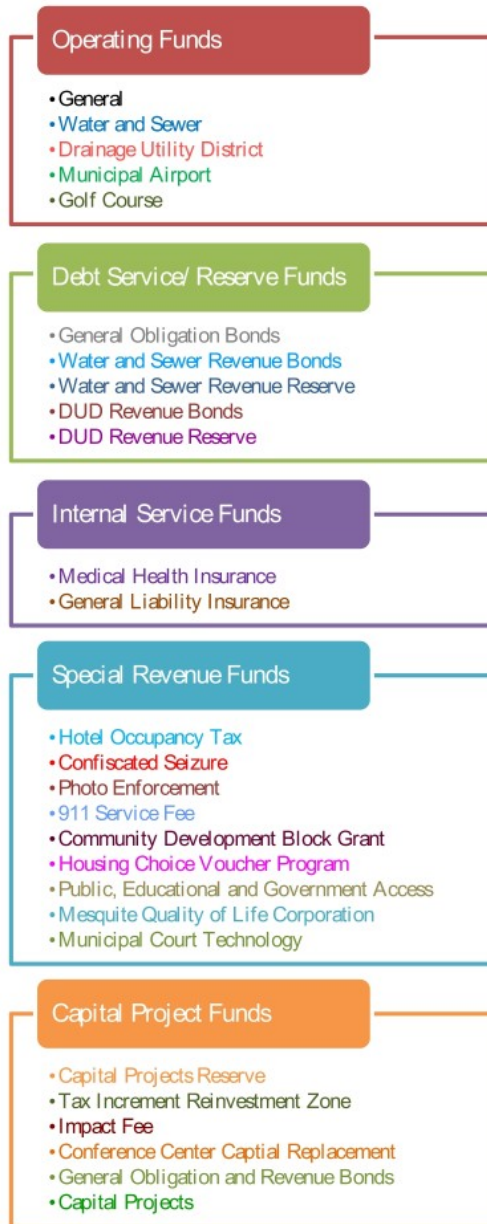 Operating Funds
•General
•Water and Sewer
•Drainage Utility District
•Municipal Airport
•Golf Course
Debt Service/ Reserve Funds
•General Obligation Bonds
•Water and Sewer Revenue Bonds
•Water and Sewer Revenue Reserve
•DUD Revenue Bonds
•DUD Revenue Reserve
Internal Service Funds
•Medical Health Insurance
•General Liability Insurance
Special Revenue Funds
•Hotel Occupancy Tax
•Confiscated Seizure
•Photo Enforcement
•911 Service Fee
•Community Development Block Grant
•Housing Choice Voucher Program
•Public, Educational and Government Access
•Mesquite Quality of Life Corporation
•Municipal Court Technology
Capital Project Funds
•Capital Projects Reserve
•Tax Increment Reinvestment Zone
•Impact Fee
•Conference Center Captial Replacement
•General Obligation and Revenue Bonds
•Capital Projects